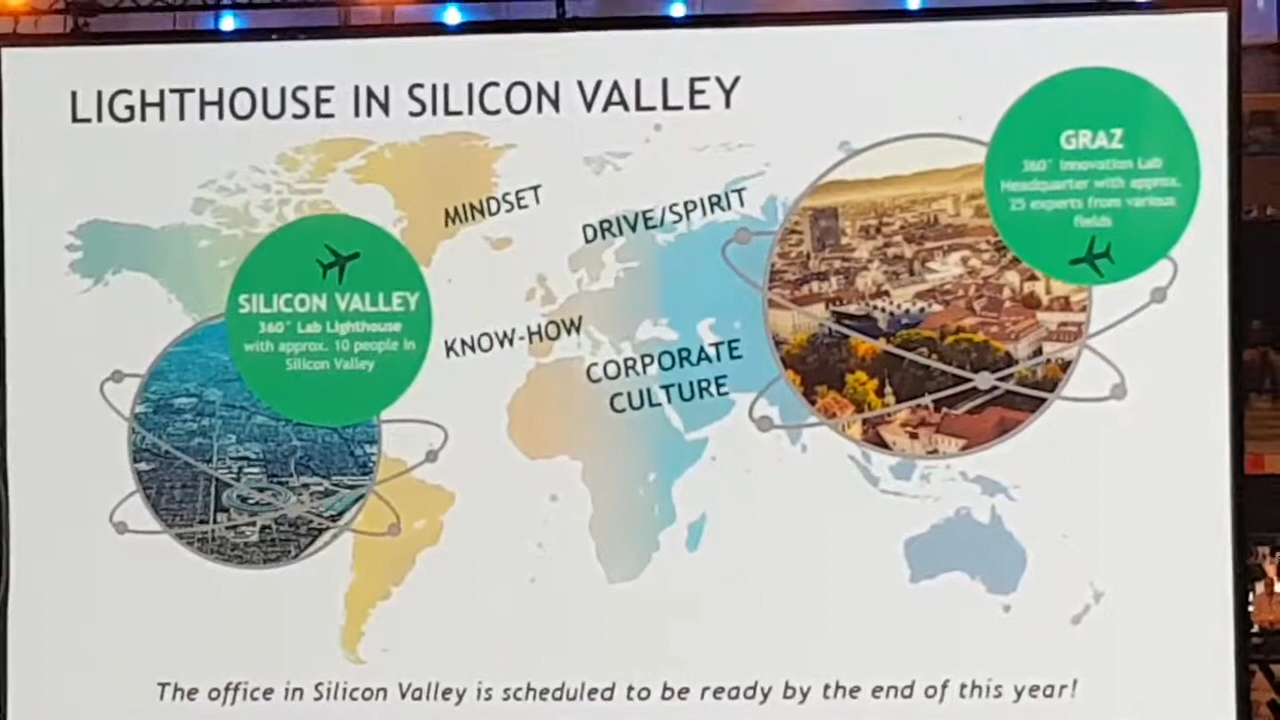 LIGHTHOUSE IN SILICON VALLEY
GRAZ
360° Innovation Lab
Headquarter with approx.
25 experts from various
fields
MINDSET
DRIVE/SPIRIT
SILICON VALLEY
360° Lab Lighthouse
with approx. 10 people in
Silicon Valley
KNOW-HOW
CORPORATE
CULTURE
The office in Silicon Valley is scheduled to be ready by the end of this year!